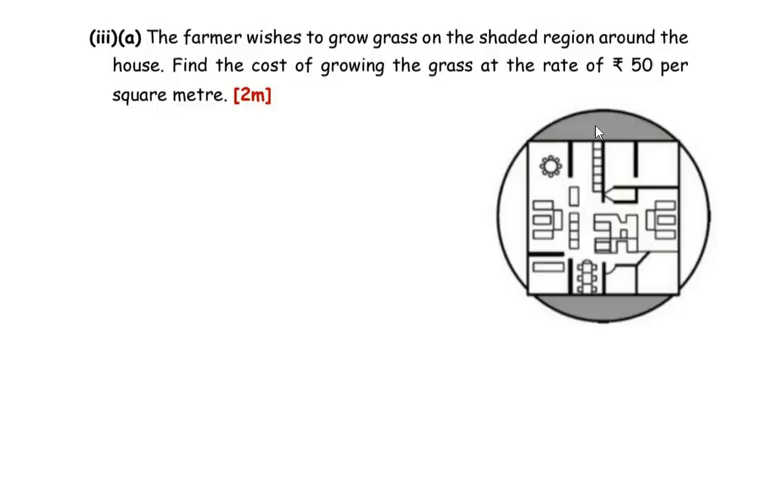 (iii)(a) The farmer wishes to grow grass on the shaded region around the
house. Find the cost of growing the grass at the rate of ₹ 50 per
square metre. [2m]